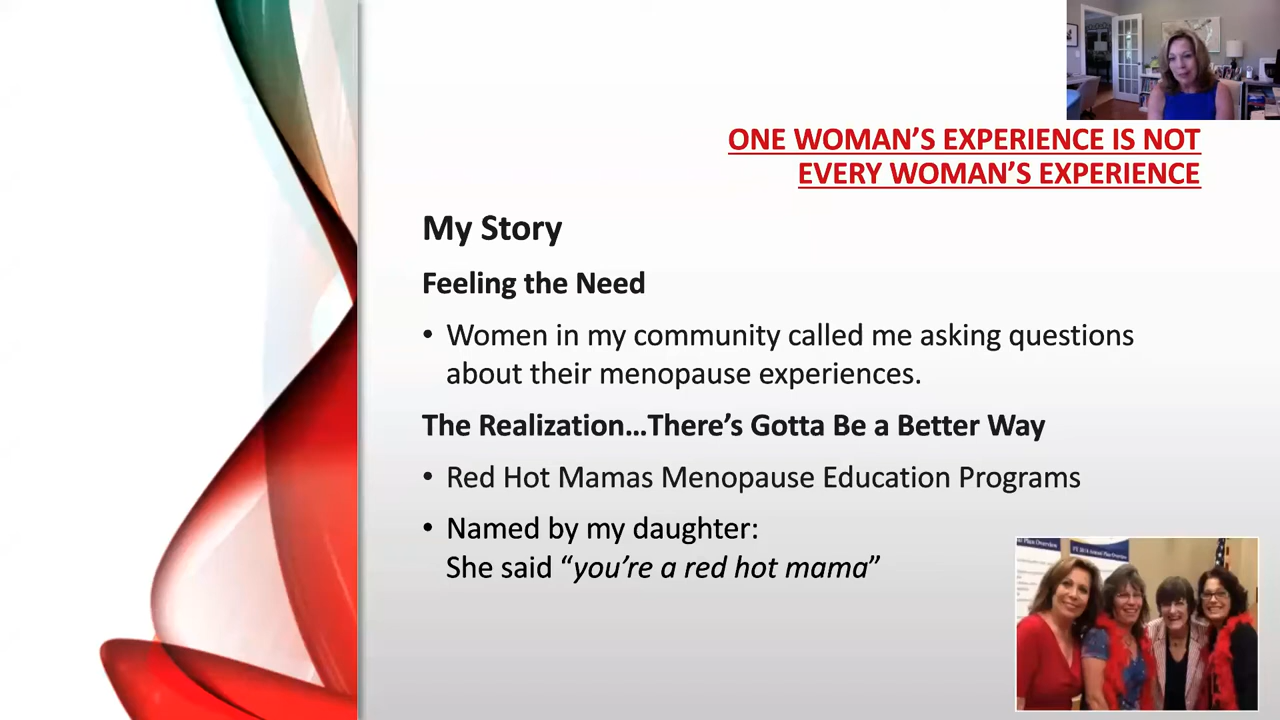 ONE WOMAN’S EXPERIENCE IS NOT
EVERY WOMAN’S EXPERIENCE
My Story
Feeling the Need
• Women in my community called me asking questions
about their menopause experiences.
The Realization…There’s Gotta Be a Better Way
• Red Hot Mamas Menopause Education Programs
• Named by my daughter:
She said “you’re a red hot mama”